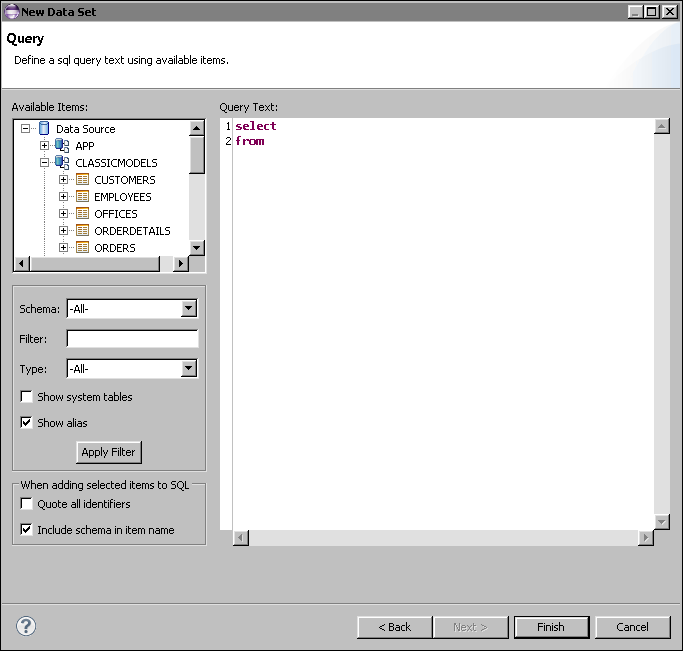 New Data Set
Query
Define a sql query text using available items.
Available Items:
Data Source
APP
CLASSICMODELS
CUSTOMERS
EMPLOYEES
OFFICES
ORDERDETAILS
ORDERS
Schema: -All-
Filter:
Type: -All-
Show system tables
Show alias
Apply Filter
When adding selected items to SQL
Quote all identifiers
Include schema in item name
Query Text:
1 select
2 from
?
< Back Next > Finish Cancel